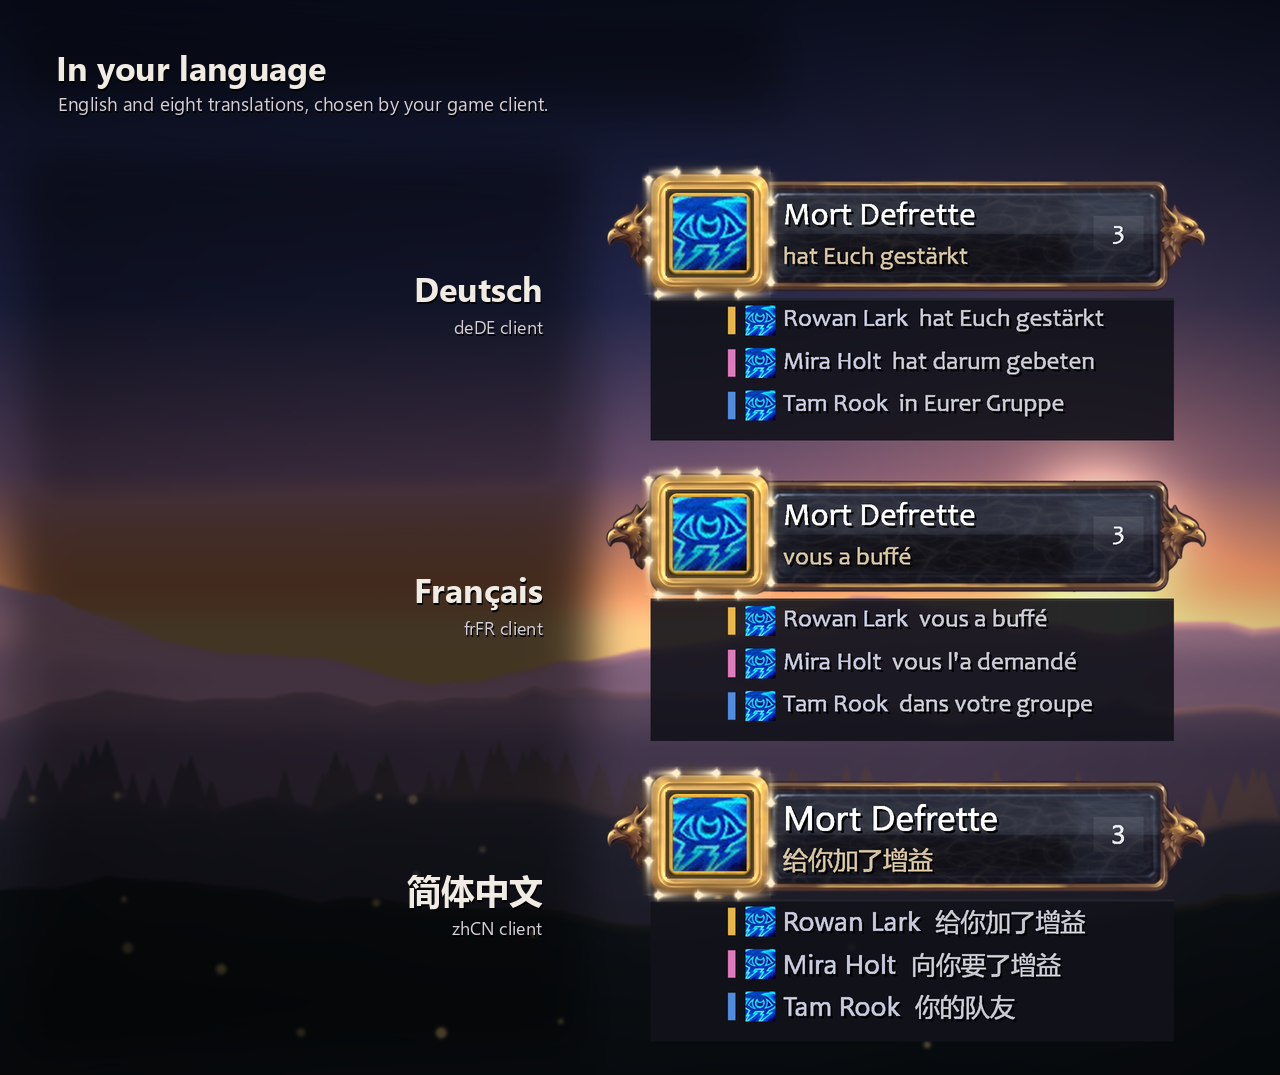 In your language
English and eight translations, chosen by your game client.
Deutsch
deDE client
Mort Defrette
hat Euch gestärkt
3
Rowan Lark hat Euch gestärkt
Mira Holt hat darum gebeten
Tam Rook in Eurer Gruppe
Français
frFR client
Mort Defrette
vous a buffé
3
Rowan Lark vous a buffé
Mira Holt vous l'a demandé
Tam Rook dans votre groupe
简体中文
zhCN client
Mort Defrette
给你加了增益
3
Rowan Lark 给你加了增益
Mira Holt 向你要了增益
Tam Rook 你的队友